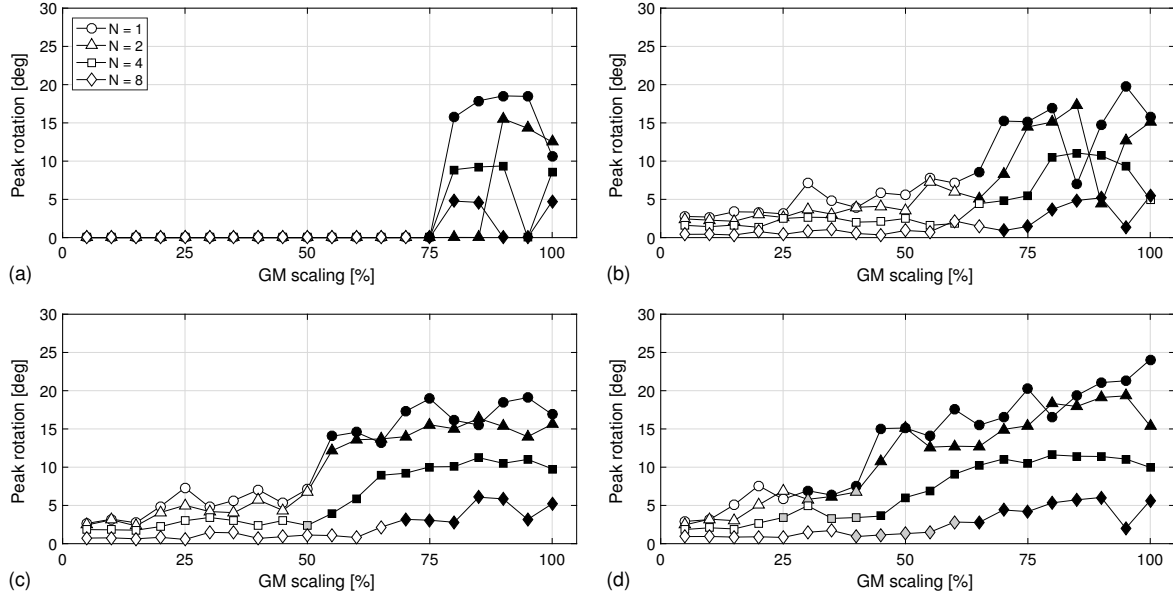 30
25
20
15
10
5
0
Peak rotation [deg]
N = 1
N = 2
N = 4
N = 8
0 25 50 75 100
GM scaling [%]
(a)
30
25
20
15
10
5
0
Peak rotation [deg]
0 25 50 75 100
GM scaling [%]
(b)
30
25
20
15
10
5
0
Peak rotation [deg]
0 25 50 75 100
GM scaling [%]
(c)
30
25
20
15
10
5
0
Peak rotation [deg]
0 25 50 75 100
GM scaling [%]
(d)